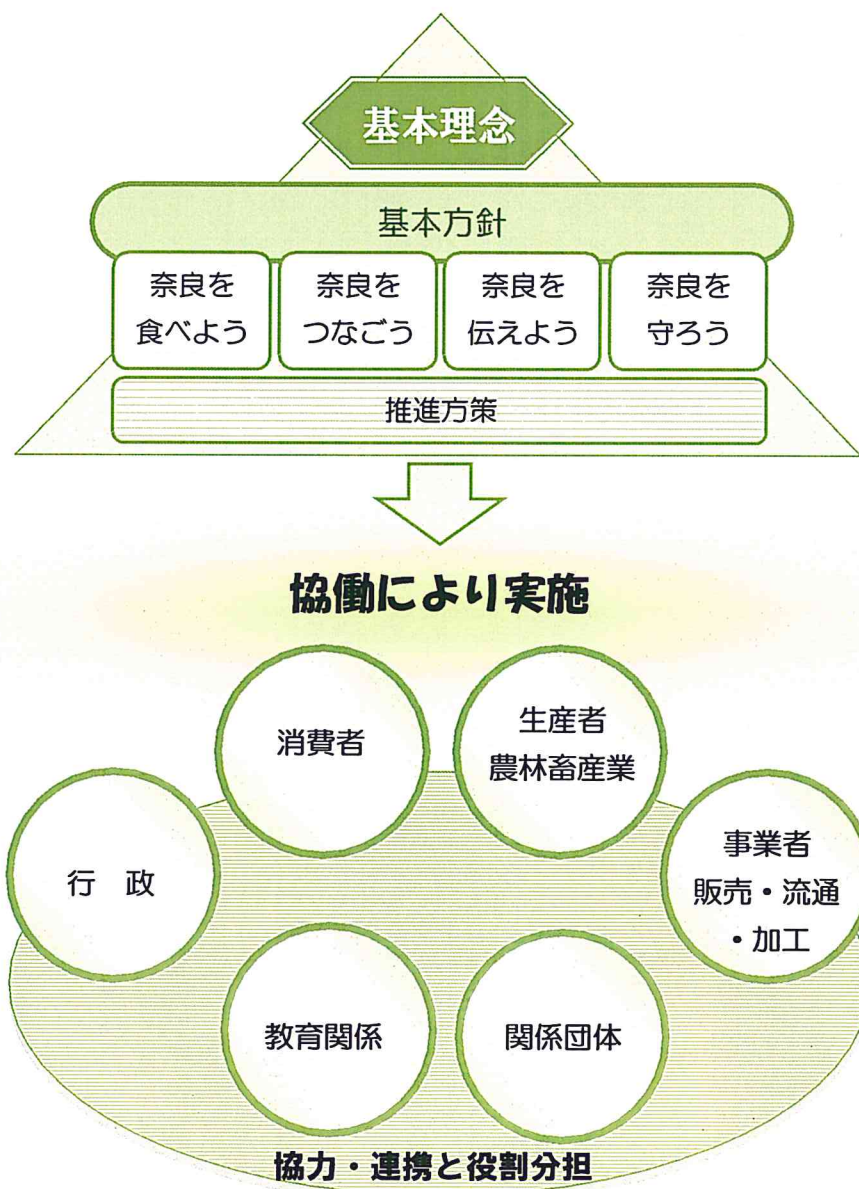 基本理念
基本方針
奈良を
食べよう
奈良を
つなごう
奈良を
伝えよう
奈良を
守ろう
推進方策
協働により実施
消費者
生産者
農林畜産業
行　政
事業者
販売・流通
・加工
教育関係
関係団体
協力・連携と役割分担